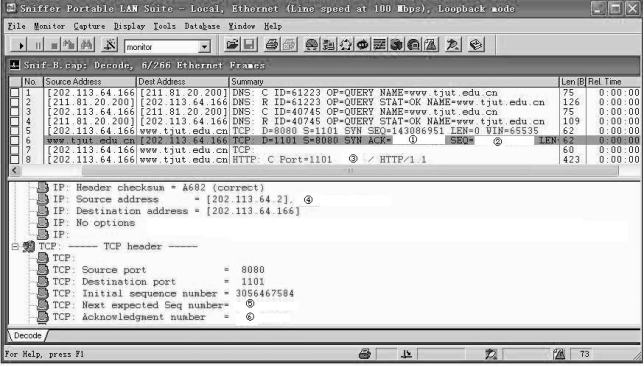 Sniffer Portable LAN Suite - Local, Ethernet (Line speed at 100 Mbps), Loopback mode
File Monitor Capture Display Tools Database Window Help
monitor
Snif-B.cap: Decode, 6/266 Ethernet Frames
No. Source Address Dest Address Summary Len [B] Rel. Time
1 [202.113.64.166] [211.81.20.200] DNS: C ID=61223 OP=QUERY NAME=www.tjut.edu.cn 75 0:00:00
2 [211.81.20.200] [202.113.64.166] DNS: R ID=61223 OP=QUERY STAT=OK NAME=www.tjut.edu.cn 126 0:00:00
3 [202.113.64.166] [211.81.20.200] DNS: C ID=40745 OP=QUERY NAME=www.tjut.edu.cn 75 0:00:00
4 [211.81.20.200] [202.113.64.166] DNS: R ID=40745 OP=QUERY STAT=OK NAME=www.tjut.edu.cn 109 0:00:00
5 [202.113.64.166] www.tjut.edu.cn TCP: D=8080 S=1101 SYN SEQ=143086951 LEN=0 WIN=65535 62 0:00:00
6 www.tjut.edu.cn [202.113.64.166] TCP: D=1101 S=8080 SYN ACK= ① SEQ= ② LEN 62 0:00:00
7 [202.113.64.166] www.tjut.edu.cn TCP: 60 0:00:00
8 [202.113.64.166] www.tjut.edu.cn HTTP: C Port=1101 ③ / HTTP/1.1 423 0:00:00
IP: Header checksum = A682 (correct)
IP: Source address = [202.113.64.2], ④
IP: Destination address = [202.113.64.166]
IP: No options
IP:
TCP: ----- TCP header -----
TCP:
TCP: Source port = 8080
TCP: Destination port = 1101
TCP: Initial sequence number = 3056467584
TCP: Next expected Seq number= ⑤
TCP: Acknowledgment number = ⑥
Decode
For Help, press F1
73